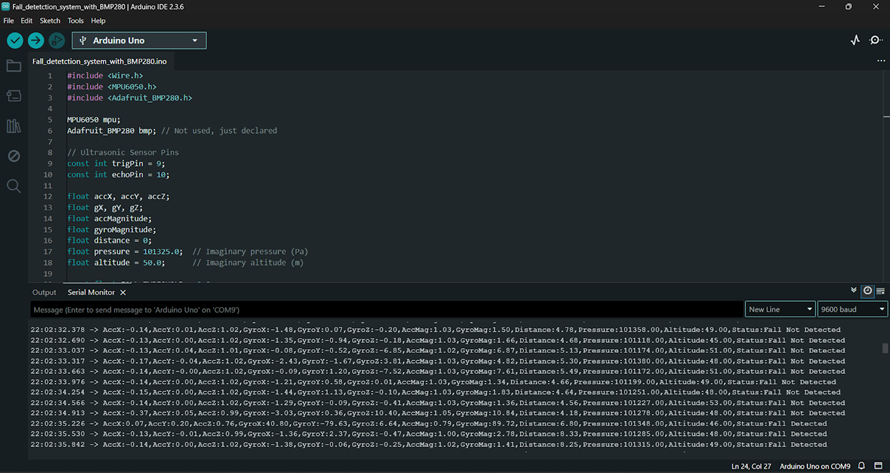 Fall_detetction_system_with_BMP280 | Arduino IDE 2.3.6
File Edit Sketch Tools Help
Arduino Uno
Fall_detetction_system_with_BMP280.ino
1 #include <Wire.h>
2 #include <MPU6050.h>
3 #include <Adafruit_BMP280.h>
4
5 MPU6050 mpu;
6 Adafruit_BMP280 bmp; // Not used, just declared
7
8 // Ultrasonic Sensor Pins
9 const int trigPin = 9;
10 const int echoPin = 10;
11
12 float accX, accY, accZ;
13 float gX, gY, gZ;
14 float accMagnitude;
15 float gyroMagnitude;
16 float distance = 0;
17 float pressure = 101325.0; // Imaginary pressure (Pa)
18 float altitude = 50.0; // Imaginary altitude (m)
19
Output Serial Monitor
Message (Enter to send message to 'Arduino Uno' on 'COM9')
New Line 9600 baud
22:02:32.378 -> AccX:-0.14,AccY:0.01,AccZ:1.02,GyroX:-1.48,GyroY:0.07,GyroZ:-0.20,AccMag:1.03,GyroMag:1.50,Distance:4.78,Pressure:101358.00,Altitude:49.00,Status:Fall Not Detected
22:02:32.690 -> AccX:-0.13,AccY:0.00,AccZ:1.02,GyroX:-1.35,GyroY:-0.94,GyroZ:-0.18,AccMag:1.03,GyroMag:1.66,Distance:4.68,Pressure:101118.00,Altitude:45.00,Status:Fall Not Detected
22:02:33.037 -> AccX:-0.13,AccY:0.04,AccZ:1.01,GyroX:-0.08,GyroY:-0.52,GyroZ:-6.85,AccMag:1.02,GyroMag:6.87,Distance:5.13,Pressure:101174.00,Altitude:51.00,Status:Fall Not Detected
22:02:33.317 -> AccX:-0.17,AccY:-0.04,AccZ:1.02,GyroX:-2.43,GyroY:-1.67,GyroZ:3.81,AccMag:1.03,GyroMag:4.82,Distance:5.30,Pressure:101380.00,Altitude:48.00,Status:Fall Not Detected
22:02:33.663 -> AccX:-0.14,AccY:-0.00,AccZ:1.02,GyroX:-0.09,GyroY:1.20,GyroZ:-7.52,AccMag:1.03,GyroMag:7.61,Distance:5.49,Pressure:101172.00,Altitude:51.00,Status:Fall Not Detected
22:02:33.976 -> AccX:-0.14,AccY:0.00,AccZ:1.02,GyroX:-1.21,GyroY:0.58,GyroZ:0.01,AccMag:1.03,GyroMag:1.34,Distance:4.66,Pressure:101199.00,Altitude:49.00,Status:Fall Not Detected
22:02:34.254 -> AccX:-0.15,AccY:0.00,AccZ:1.02,GyroX:-1.44,GyroY:1.13,GyroZ:-0.10,AccMag:1.03,GyroMag:1.83,Distance:4.64,Pressure:101251.00,Altitude:48.00,Status:Fall Not Detected
22:02:34.566 -> AccX:-0.14,AccY:0.00,AccZ:1.02,GyroX:-1.29,GyroY:-0.09,GyroZ:-0.41,AccMag:1.03,GyroMag:1.36,Distance:4.56,Pressure:101227.00,Altitude:53.00,Status:Fall Not Detected
22:02:34.913 -> AccX:-0.37,AccY:0.05,AccZ:0.99,GyroX:-3.03,GyroY:0.36,GyroZ:10.40,AccMag:1.05,GyroMag:10.84,Distance:4.18,Pressure:101278.00,Altitude:48.00,Status:Fall Not Detected
22:02:35.226 -> AccX:0.07,AccY:0.20,AccZ:0.76,GyroX:40.80,GyroY:-79.63,GyroZ:6.64,AccMag:0.79,GyroMag:89.72,Distance:6.80,Pressure:101348.00,Altitude:46.00,Status:Fall Not Detected
22:02:35.530 -> AccX:-0.13,AccY:-0.01,AccZ:0.99,GyroX:-1.36,GyroY:2.37,GyroZ:-0.47,AccMag:1.00,GyroMag:2.78,Distance:8.33,Pressure:101285.00,Altitude:48.00,Status:Fall Not Detected
22:02:35.842 -> AccX:-0.14,AccY:0.00,AccZ:1.02,GyroX:-1.38,GyroY:-0.06,GyroZ:-0.25,AccMag:1.02,GyroMag:1.41,Distance:8.25,Pressure:101315.00,Altitude:49.00,Status:Fall Not Detected
Ln 24, Col 27 Arduino Uno on COM9